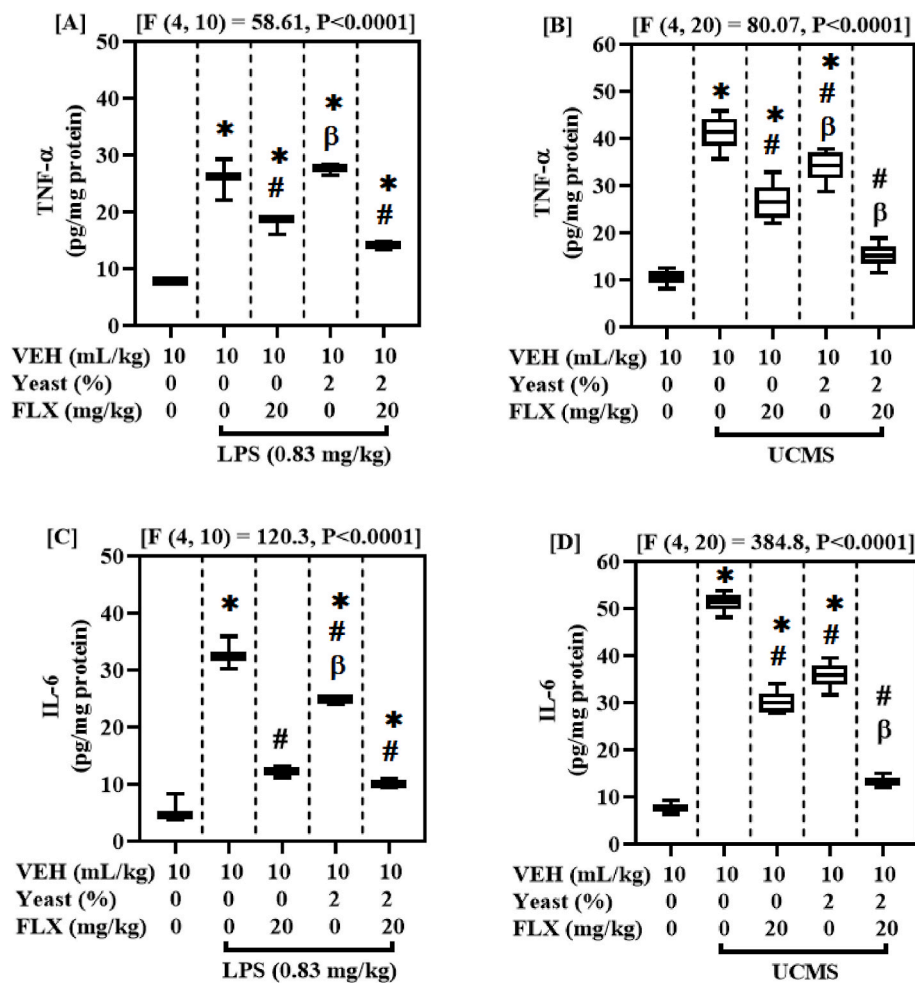 [A] [F (4, 10) = 58.61, P<0.0001]
TNF-α
(pg/mg protein)
50
40
30
20
10
0
*
*
#
*
β
*
#
VEH (mL/kg) 10 10 10 10 10
Yeast (%) 0 0 0 2 2
FLX (mg/kg) 0 0 20 0 20
LPS (0.83 mg/kg)
[B] [F (4, 20) = 80.07, P<0.0001]
TNF-α
(pg/mg protein)
60
50
40
30
20
10
0
*
*
#
*
#
β
#
β
VEH (mL/kg) 10 10 10 10 10
Yeast (%) 0 0 0 2 2
FLX (mg/kg) 0 0 20 0 20
UCMS
[C] [F (4, 10) = 120.3, P<0.0001]
IL-6
(pg/mg protein)
50
40
30
20
10
0
*
#
*
#
β
*
#
VEH (mL/kg) 10 10 10 10 10
Yeast (%) 0 0 0 2 2
FLX (mg/kg) 0 0 20 0 20
LPS (0.83 mg/kg)
[D] [F (4, 20) = 384.8, P<0.0001]
IL-6
(pg/mg protein)
60
50
40
30
20
10
0
*
*
#
*
#
#
β
VEH (mL/kg) 10 10 10 10 10
Yeast (%) 0 0 0 2 2
FLX (mg/kg) 0 0 20 0 20
UCMS